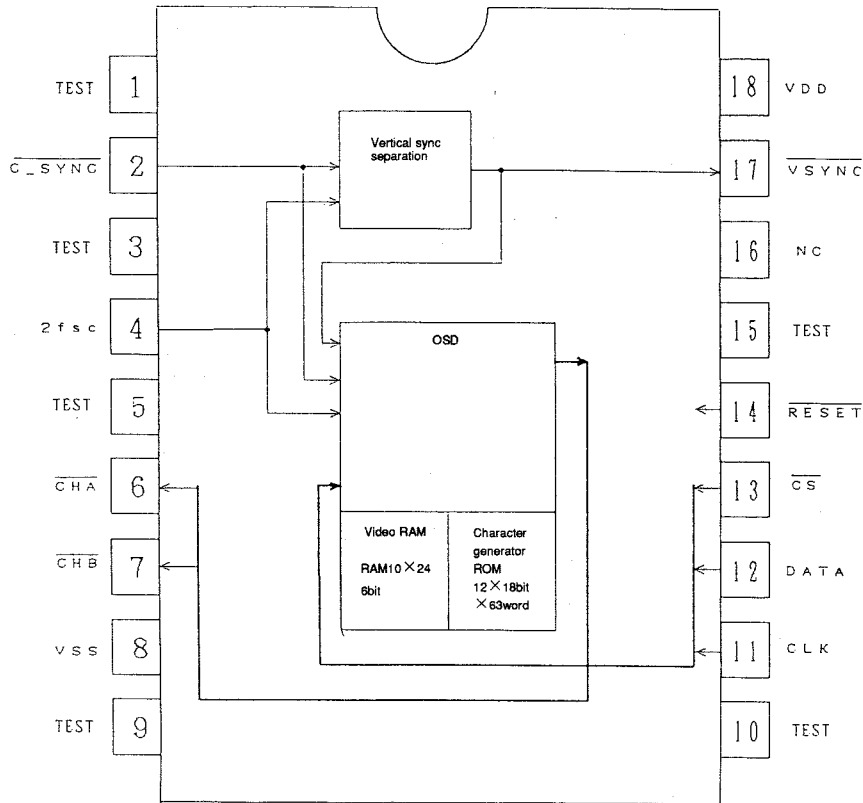 TEST 1
C_SYNC 2
TEST 3
2fsc 4
TEST 5
CHA 6
CHB 7
VSS 8
TEST 9
Vertical sync
separation
OSD
Video RAM
RAM10×24
6bit
Character
generator
ROM
12×18bit
×63word
18 VDD
17 VSYNC
16 NC
15 TEST
14 RESET
13 CS
12 DATA
11 CLK
10 TEST